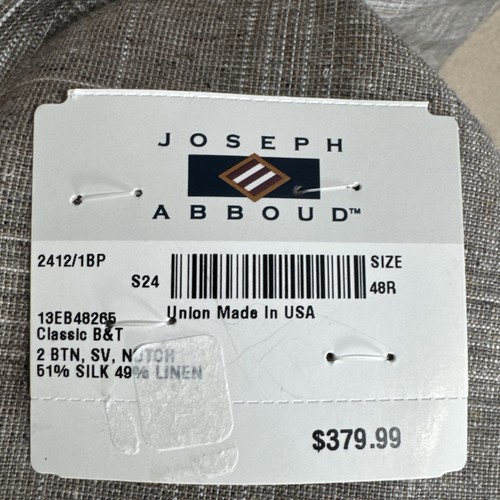 JOSEPH
ABBOUD™
2412/1BP
SIZE
S24
48R
13EB48265
Union Made In USA
Classic B&T
2 BTN, SV, NOTCH
51% SILK 49% LINEN
$379.99